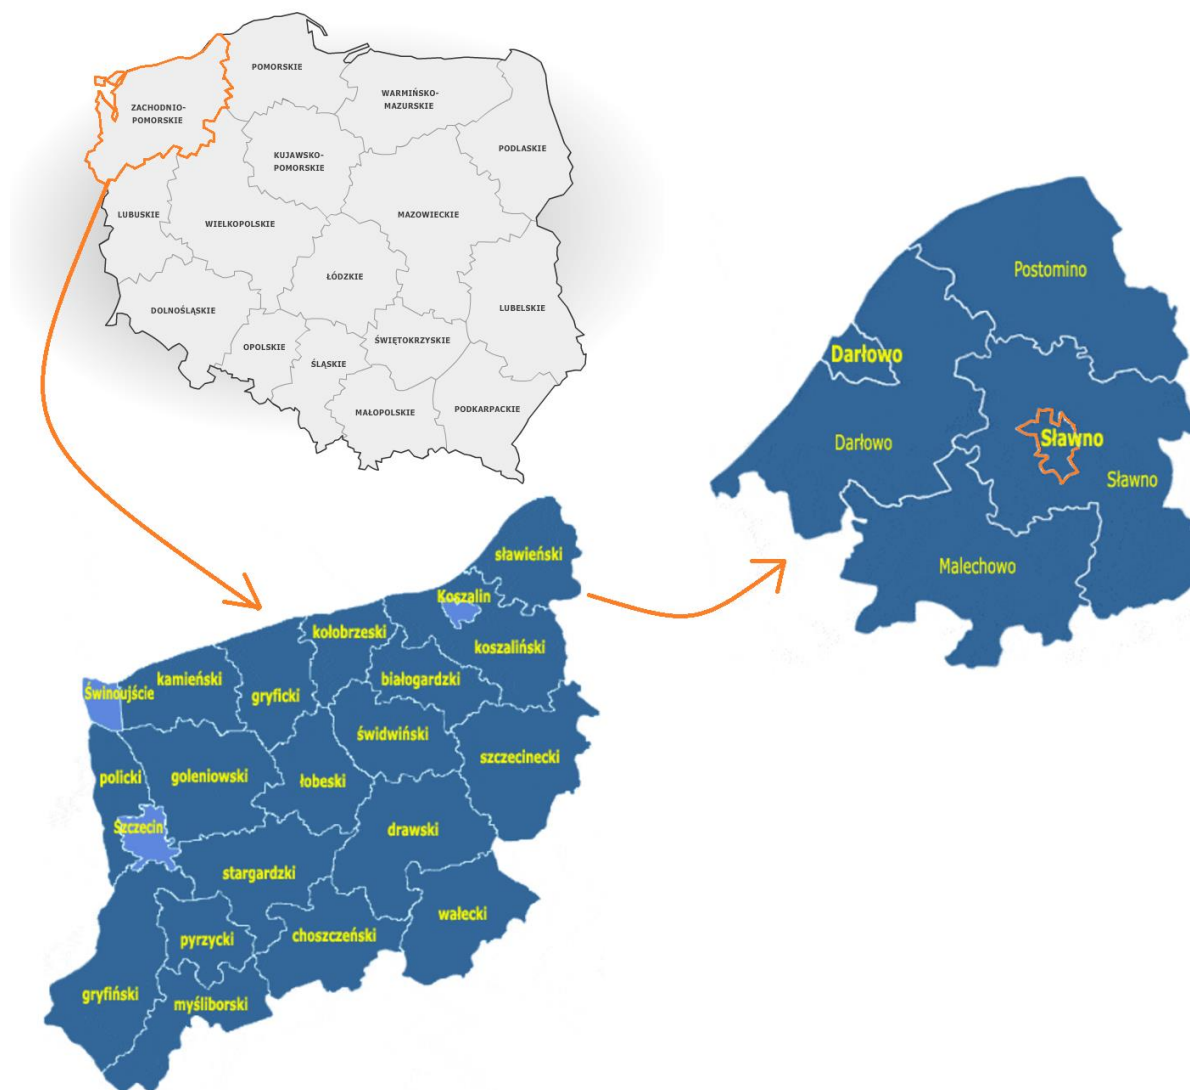 POMORSKIE
WARMIŃSKO-
MAZURSKIE
ZACHODNIO-
POMORSKIE
PODLASKIE
KUJAWSKO-
POMORSKIE
LUBUSKIE
WIELKOPOLSKIE
MAZOWIECKIE
ŁÓDZKIE
DOLNOŚLĄSKIE
LUBELSKIE
OPOLSKIE
ŚWIĘTOKRZYSKIE
ŚLĄSKIE
MAŁOPOLSKIE
PODKARPACKIE
Postomino
Darłowo
Darłowo
Sławno
Sławno
Malechowo
sławieński
Koszalin
kołobrzeski
koszaliński
kamieński
białogardzki
Świnoujście
gryficki
świdwiński
szczecinecki
policki
goleniowski
łobeski
Szczecin
drawski
stargardzki
wałecki
pyrzycki
choszczeński
gryfiński
myśliborski